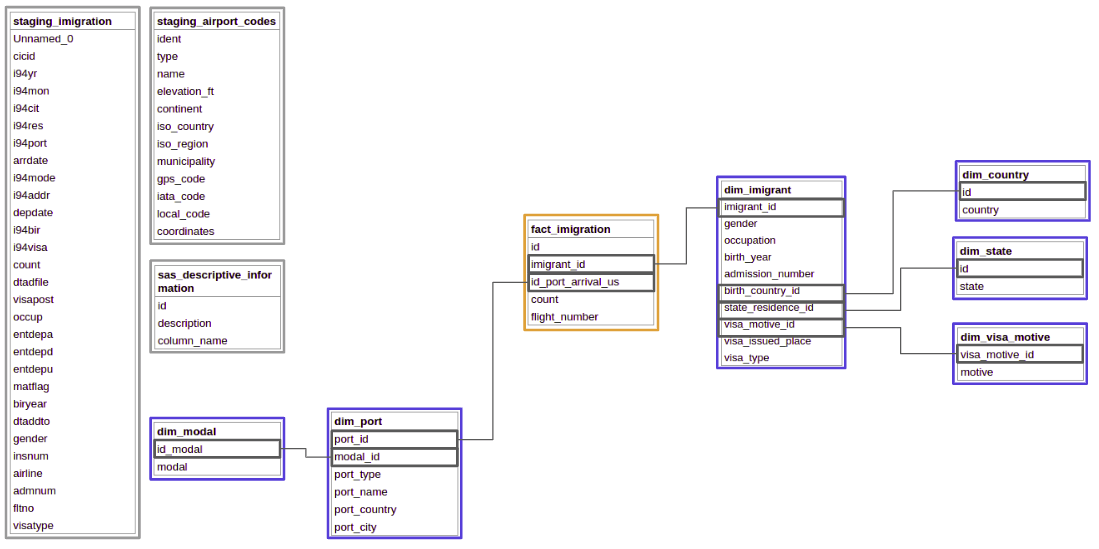 staging_imigration
Unnamed_0
cicid
i94yr
i94mon
i94cit
i94res
i94port
arrdate
i94mode
i94addr
depdate
i94bir
i94visa
count
dtadfile
visapost
occup
entdepa
entdepd
entdepu
matflag
biryear
dtaddto
gender
insnum
airline
admnum
fltno
visatype
staging_airport_codes
ident
type
name
elevation_ft
continent
iso_country
iso_region
municipality
gps_code
iata_code
local_code
coordinates
sas_descriptive_infor
mation
id
description
column_name
dim_modal
id_modal
modal
dim_port
port_id
modal_id
port_type
port_name
port_country
port_city
fact_imigration
id
imigrant_id
id_port_arrival_us
count
flight_number
dim_imigrant
imigrant_id
gender
occupation
birth_year
admission_number
birth_country_id
state_residence_id
visa_motive_id
visa_issued_place
visa_type
dim_country
id
country
dim_state
id
state
dim_visa_motive
visa_motive_id
motive